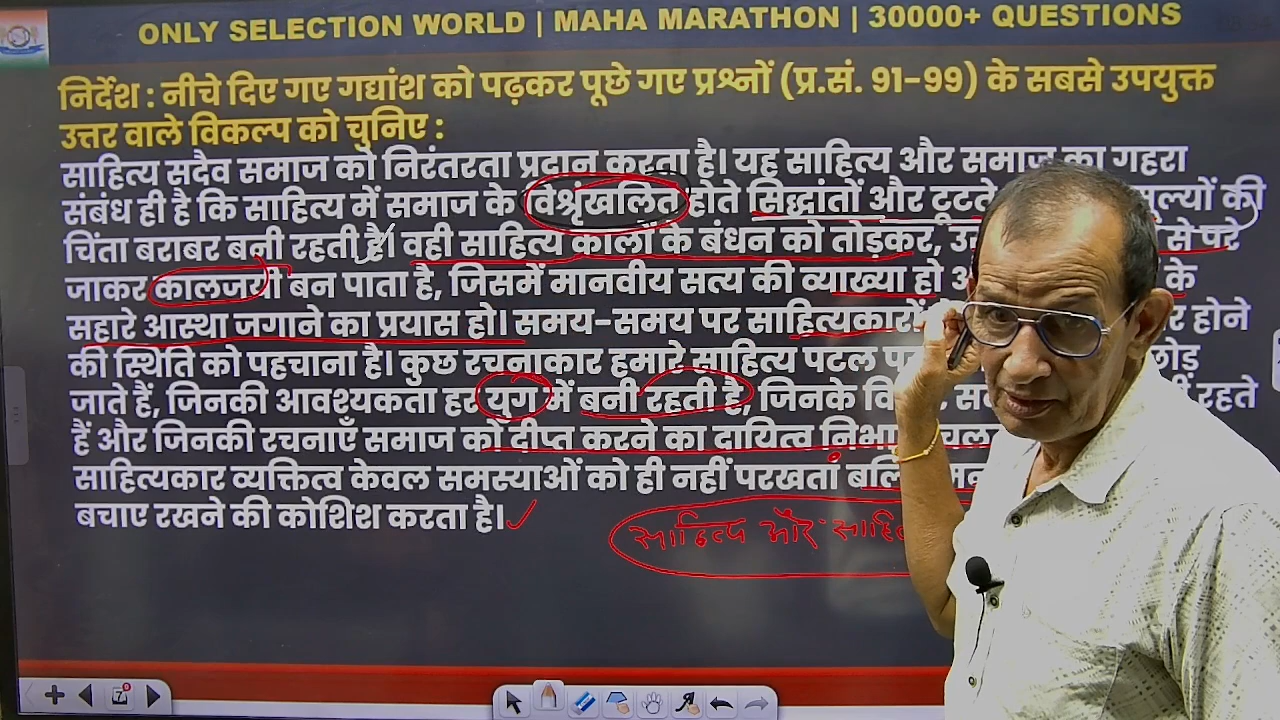 ONLY SELECTION WORLD | MAHA MARATHON | 30000+ QUESTIONS
निर्देश : नीचे दिए गए गद्यांश को पढ़कर पूछे गए प्रश्नों (प्र.सं. 91-99) के सबसे उपयुक्त
उत्तर वाले विकल्प को चुनिए :
साहित्य सदैव समाज को निरंतरता प्रदान करता है। यह साहित्य और समाज का गहरा
संबंध ही है कि साहित्य में समाज के विश्रृंखलित होते सिद्धांतों और टूटते मूल्यों की
चिंता बराबर बनी रहती है। वही साहित्य कालों के बंधन को तोड़कर, से परे
जाकर कालजयी बन पाता है, जिसमें मानवीय सत्य की व्याख्या हो के
सहारे आस्था जगाने का प्रयास हो। समय-समय पर साहित्यकारों होने
की स्थिति को पहचाना है। कुछ रचनाकार हमारे साहित्य पटल छोड़
जाते हैं, जिनकी आवश्यकता हर युग में बनी रहती है, जिनके रहते
हैं और जिनकी रचनाएँ समाज को दीप्त करने का दायित्व
साहित्यकार व्यक्तित्व केवल समस्याओं को ही नहीं परखता
बचाए रखने की कोशिश करता है।
साहित्य और